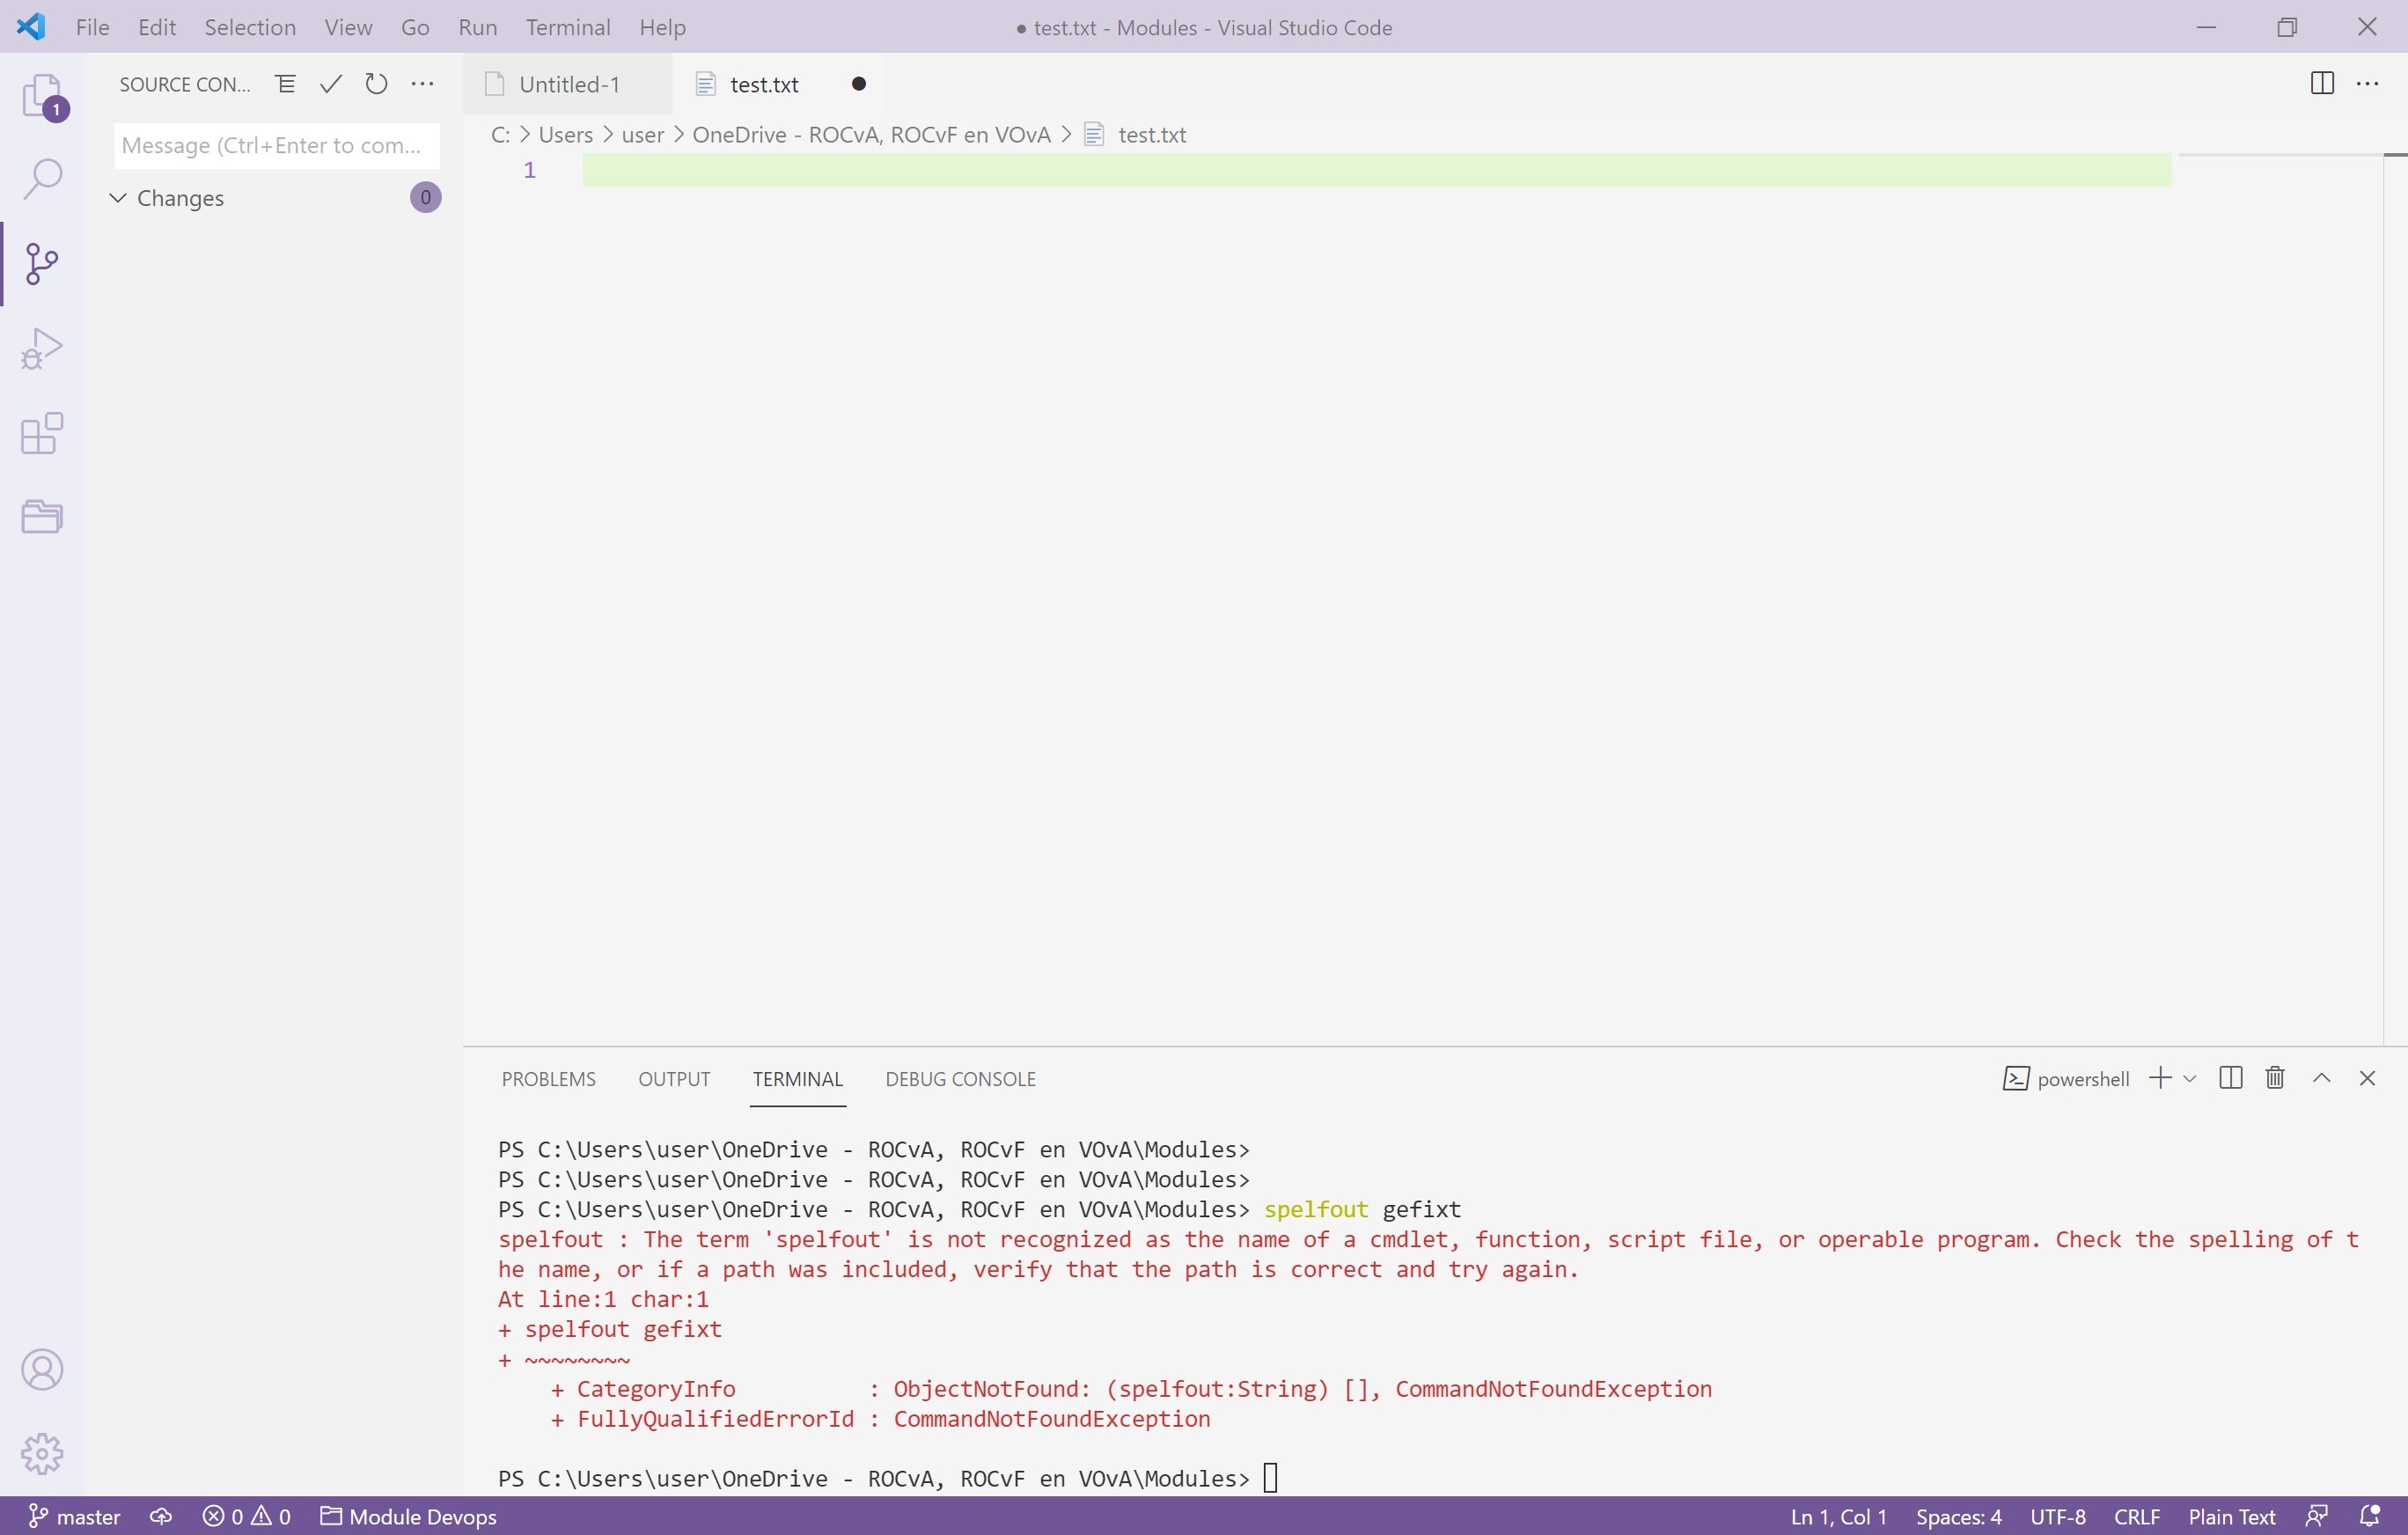 File Edit Selection View Go Run Terminal Help
● test.txt - Modules - Visual Studio Code
1
SOURCE CON...
Message (Ctrl+Enter to com...
Changes 0
Untitled-1 test.txt
C: > Users > user > OneDrive - ROCvA, ROCvF en VOvA > test.txt
1
PROBLEMS OUTPUT TERMINAL DEBUG CONSOLE
powershell
PS C:\Users\user\OneDrive - ROCvA, ROCvF en VOvA\Modules>
PS C:\Users\user\OneDrive - ROCvA, ROCvF en VOvA\Modules>
PS C:\Users\user\OneDrive - ROCvA, ROCvF en VOvA\Modules> spelfout gefixt
spelfout : The term 'spelfout' is not recognized as the name of a cmdlet, function, script file, or operable program. Check the spelling of t
he name, or if a path was included, verify that the path is correct and try again.
At line:1 char:1
+ spelfout gefixt
+ ~~~~~~~~
    + CategoryInfo          : ObjectNotFound: (spelfout:String) [], CommandNotFoundException
    + FullyQualifiedErrorId : CommandNotFoundException
PS C:\Users\user\OneDrive - ROCvA, ROCvF en VOvA\Modules>
master 0 0 Module Devops
Ln 1, Col 1 Spaces: 4 UTF-8 CRLF Plain Text